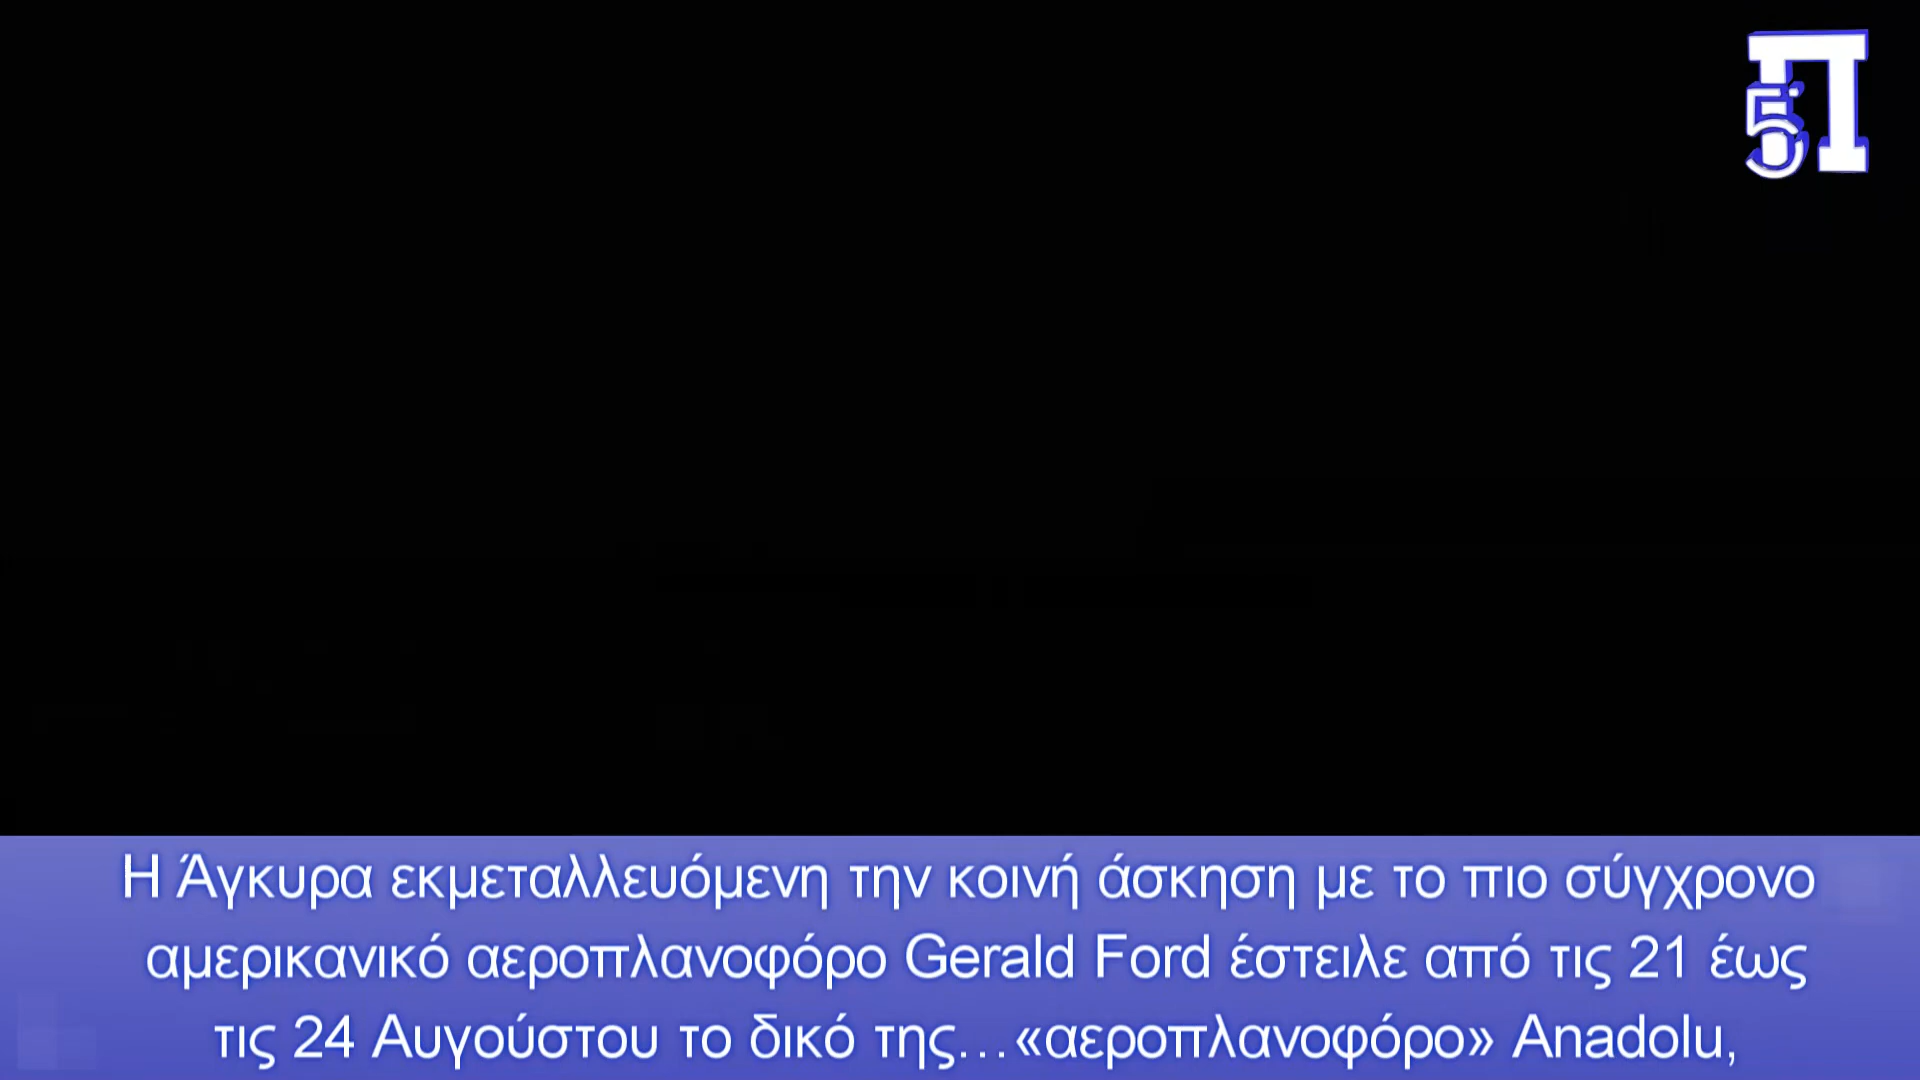 Π
5
Η Άγκυρα εκμεταλλευόμενη την κοινή άσκηση με το πιο σύγχρονο
αμερικανικό αεροπλανοφόρο Gerald Ford έστειλε από τις 21 έως
τις 24 Αυγούστου το δικό της…«αεροπλανοφόρο» Anadolu,